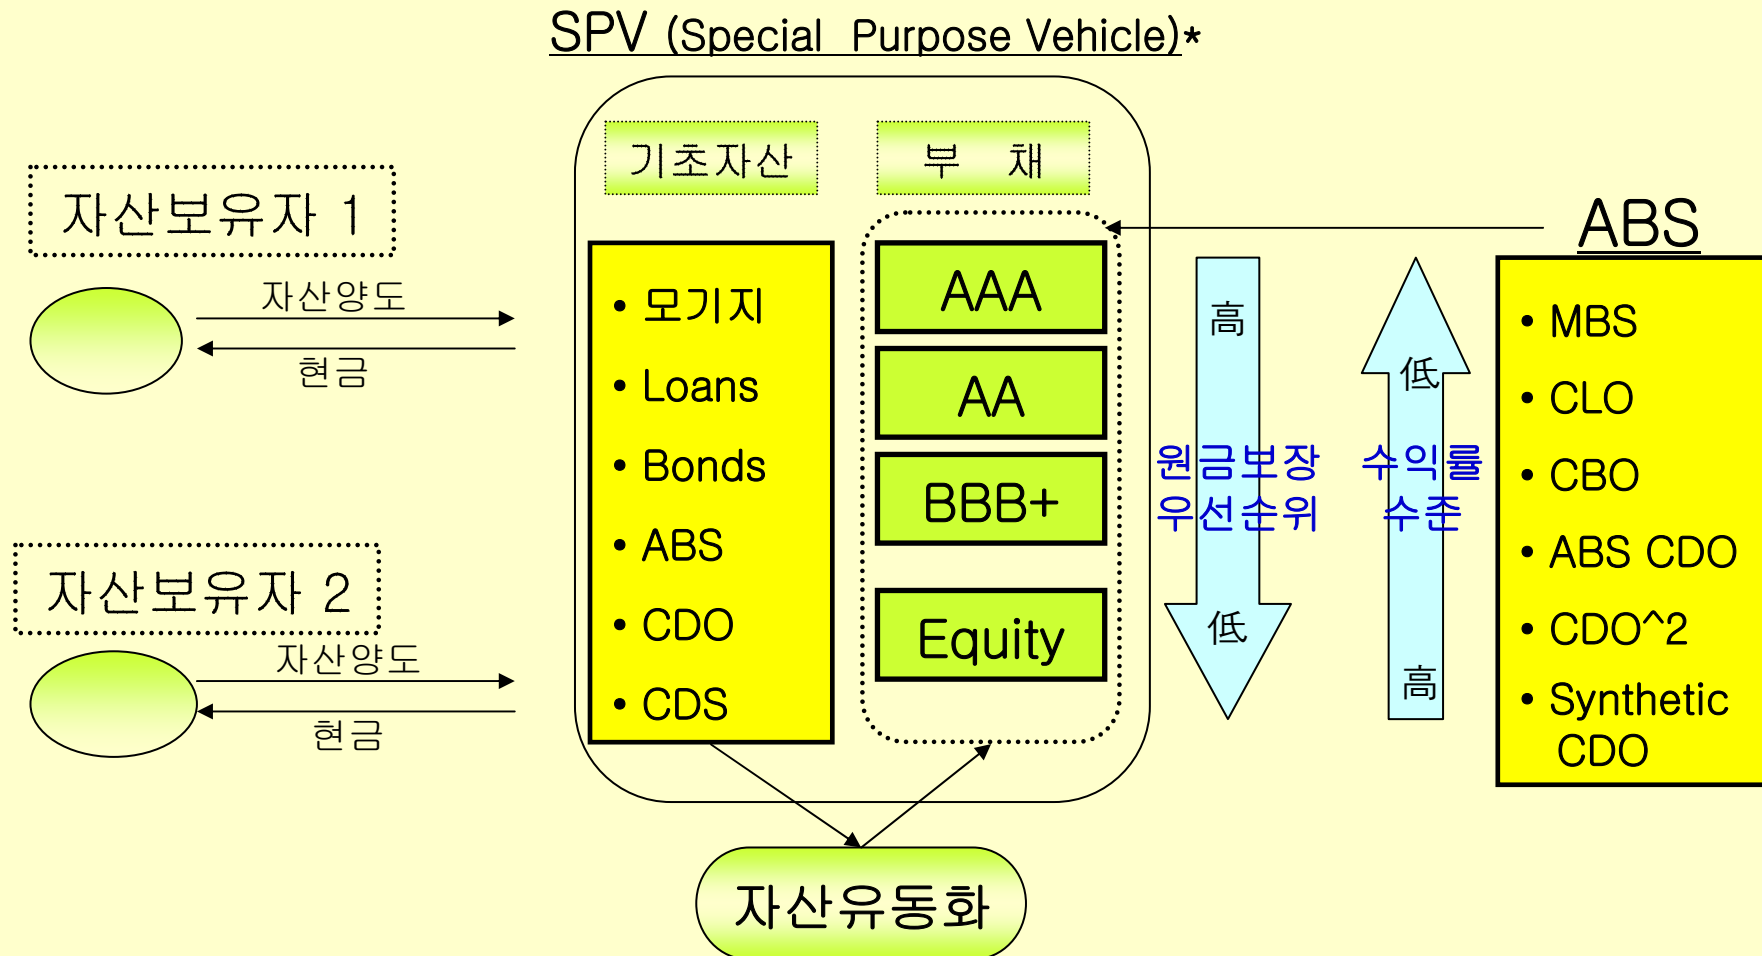 SPV (Special Purpose Vehicle)*
기초자산
부 채
자산보유자 1
자산양도
현금
자산보유자 2
자산양도
현금
• 모기지
• Loans
• Bonds
• ABS
• CDO
• CDS
AAA
AA
BBB+
Equity
高
원금보장
우선순위
低
低
수익률
수준
高
ABS
• MBS
• CLO
• CBO
• ABS CDO
• CDO^2
• Synthetic
CDO
자산유동화